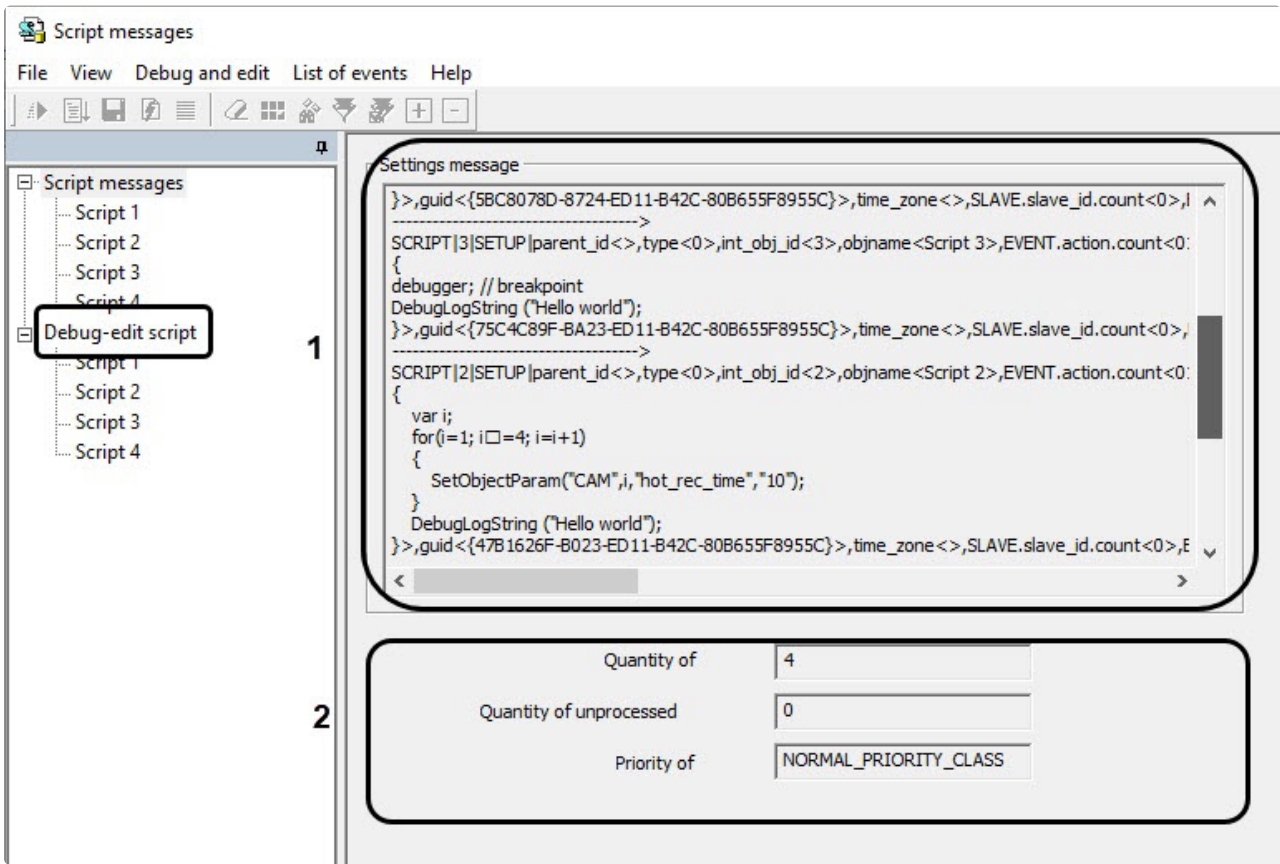 Script messages
File View Debug and edit List of events Help
Script messages
Script 1
Script 2
Script 3
Script 4
Debug-edit script
Script 1
Script 2
Script 3
Script 4
1
Settings message
}>,guid<{5BC8078D-8724-ED11-B42C-80B655F8955C}>,time_zone<>,SLAVE.slave_id.count<0>,
------------------------------------>
SCRIPT|3|SETUP|parent_id<>,type<0>,int_obj_id<3>,objname<Script 3>,EVENT.action.count<0
{
debugger; // breakpoint
DebugLogString ("Hello world");
}>,guid<{75C4C89F-BA23-ED11-B42C-80B655F8955C}>,time_zone<>,SLAVE.slave_id.count<0>,
------------------------------------>
SCRIPT|2|SETUP|parent_id<>,type<0>,int_obj_id<2>,objname<Script 2>,EVENT.action.count<0
{
var i;
for(i=1; i□=4; i=i+1)
{
SetObjectParam("CAM",i,"hot_rec_time","10");
}
DebugLogString ("Hello world");
}>,guid<{47B1626F-B023-ED11-B42C-80B655F8955C}>,time_zone<>,SLAVE.slave_id.count<0>,E
2
Quantity of 4
Quantity of unprocessed 0
Priority of NORMAL_PRIORITY_CLASS